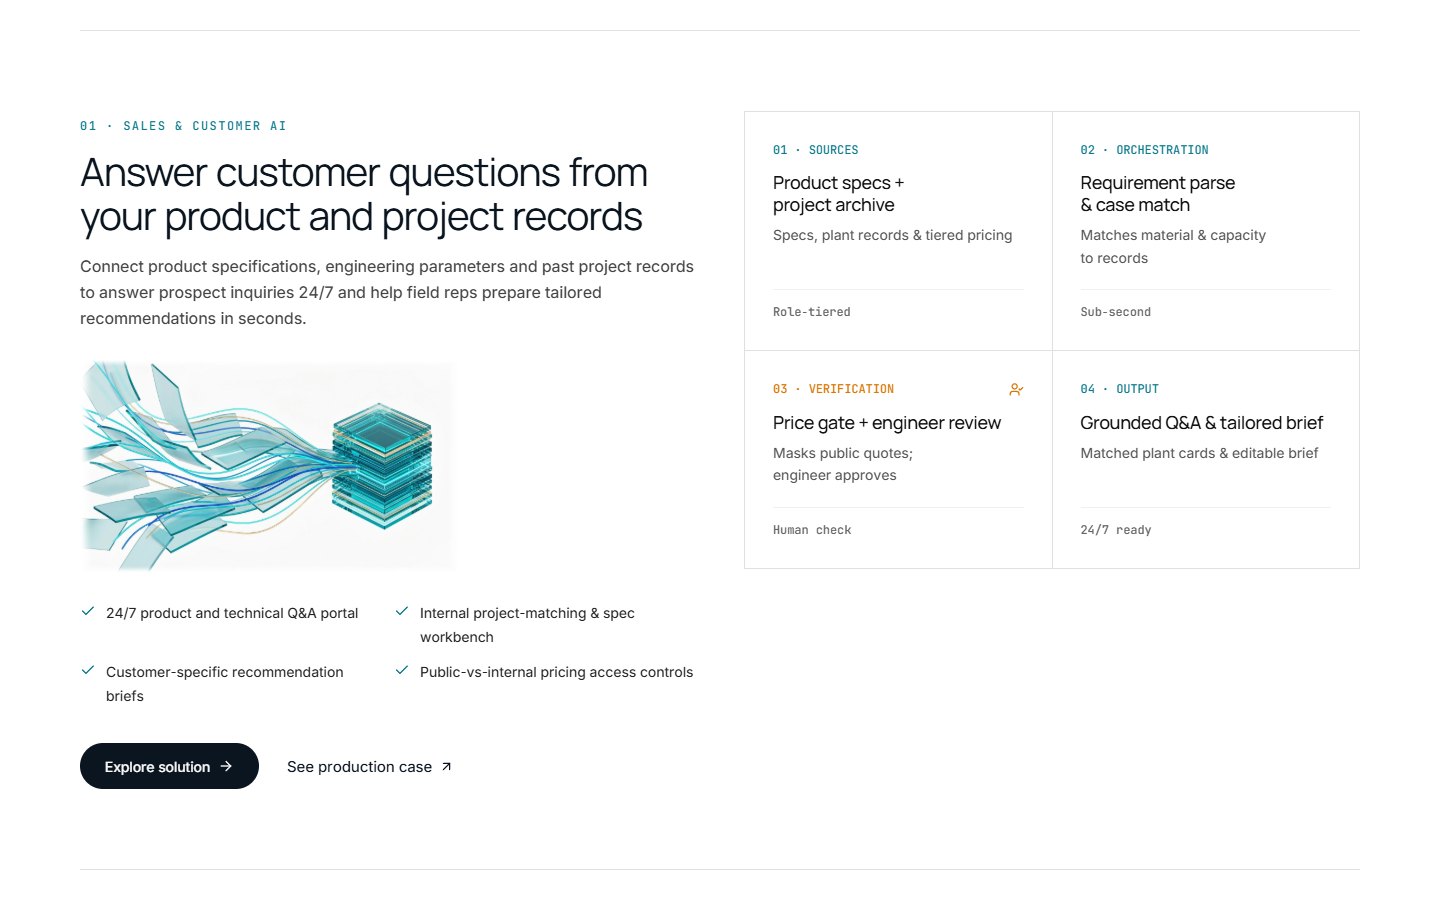 01 · SALES & CUSTOMER AI
Answer customer questions from
your product and project records
Connect product specifications, engineering parameters and past project records
to answer prospect inquiries 24/7 and help field reps prepare tailored
recommendations in seconds.
24/7 product and technical Q&A portal
Internal project-matching & spec
workbench
Customer-specific recommendation
briefs
Public-vs-internal pricing access controls
Explore solution →
See production case ↗
01 · SOURCES
Product specs +
project archive
Specs, plant records & tiered pricing
Role-tiered
02 · ORCHESTRATION
Requirement parse
& case match
Matches material & capacity
to records
Sub-second
03 · VERIFICATION
Price gate + engineer review
Masks public quotes;
engineer approves
Human check
04 · OUTPUT
Grounded Q&A & tailored brief
Matched plant cards & editable brief
24/7 ready